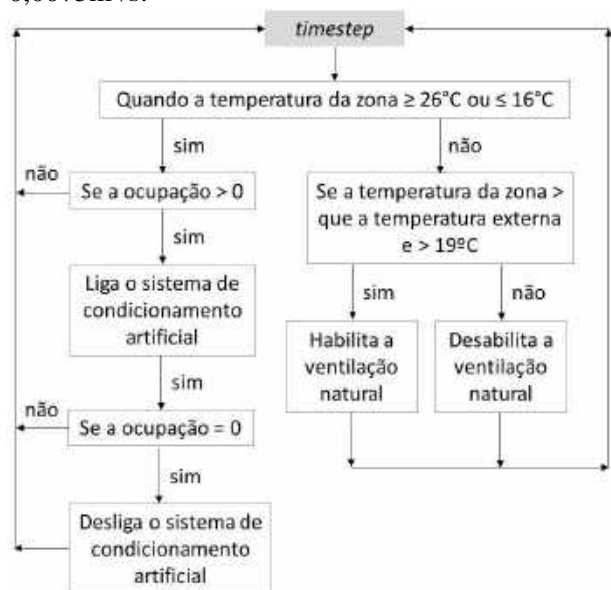 timestep
Quando a temperatura da zona ≥ 26°C ou ≤ 16°C
sim
não
não
Se a ocupação > 0
Se a temperatura da zona >
que a temperatura externa
e > 19ºC
sim
Liga o sistema de
condicionamento
artificial
sim
não
Habilita a
ventilação
natural
Desabilita a
ventilação
natural
sim
não
Se a ocupação = 0
sim
Desliga o sistema de
condicionamento
artificial